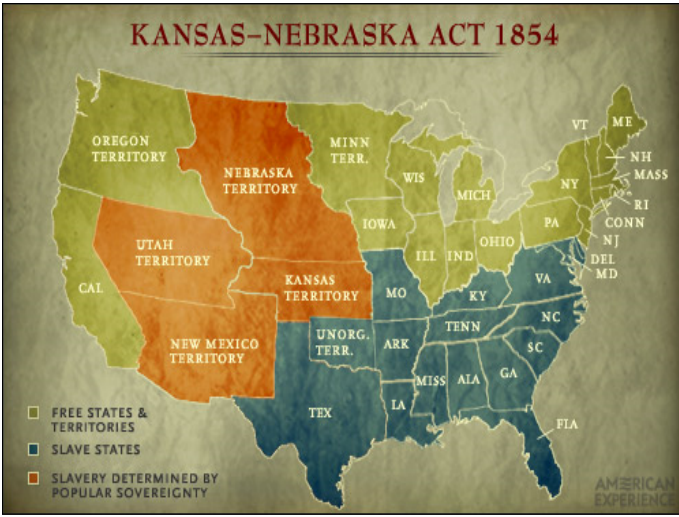 KANSAS–NEBRASKA ACT 1854
OREGON
TERRITORY
NEBRASKA
TERRITORY
MINN
TERR.
WIS
MICH
VT
ME
NH
MASS
NY
RI
CONN
NJ
PA
DEL
MD
IOWA
ILL
IND
OHIO
UTAH
TERRITORY
CAL
KANSAS
TERRITORY
MO
KY
VA
NEW MEXICO
TERRITORY
UNORG.
TERR.
ARK
TENN
NC
SC
TEX
LA
MISS
ALA
GA
FLA
FREE STATES &
TERRITORIES
SLAVE STATES
SLAVERY DETERMINED BY
POPULAR SOVEREIGNTY
AMERICAN
EXPERIENCE